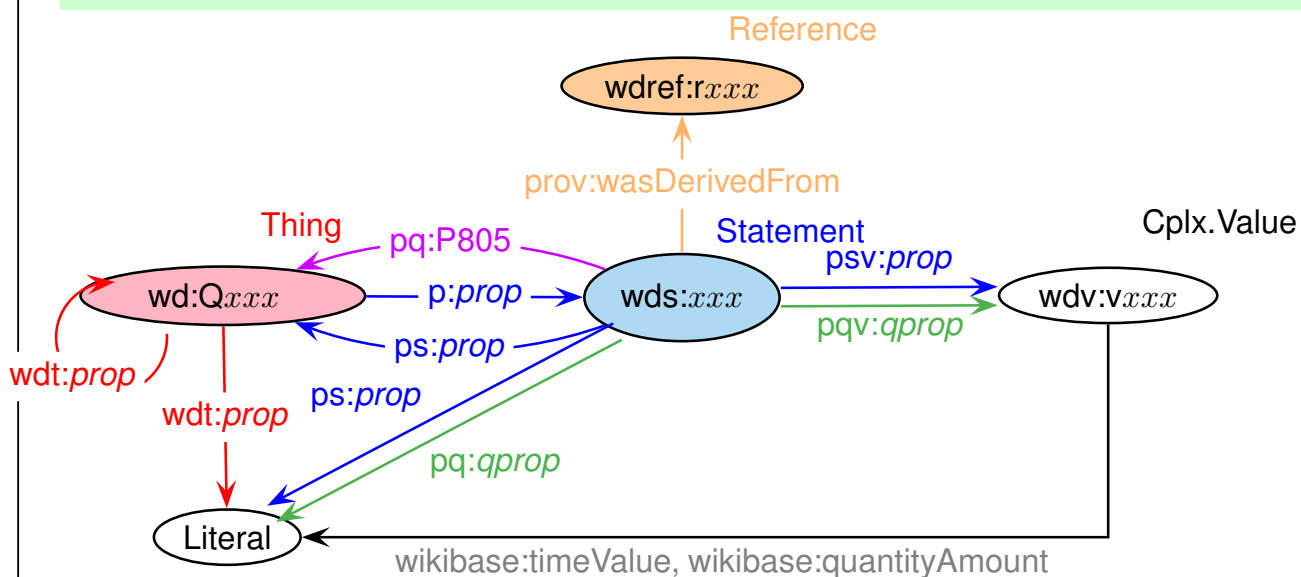 Reference
wdref:rxxx
prov:wasDerivedFrom
Thing
pq:P805
Statement
Cplx.Value
psv:prop
wd:Qxxx
p:prop
wds:xxx
wdv:vxxx
pqv:qprop
ps:prop
wdt:prop
ps:prop
wdt:prop
pq:qprop
Literal
wikibase:timeValue, wikibase:quantityAmount